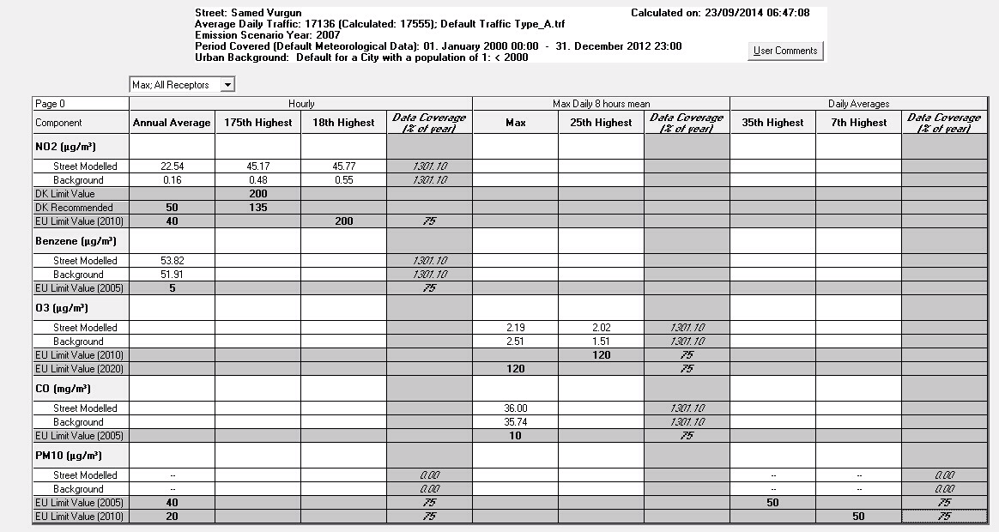 Street: Samed Vurgun Calculated on: 23/09/2014 06:47:08
Average Daily Traffic: 17136 (Calculated: 17555); Default Traffic Type_A.trf
Emission Scenario Year: 2007
Period Covered (Default Meteorological Data): 01. January 2000 00:00 - 31. December 2012 23:00
Urban Background: Default for a City with a population of 1: < 2000
User Comments
Max; All Receptors
Page 0 Hourly Max Daily 8 hours mean Daily Averages
Component Annual Average 175th Highest 18th Highest Data Coverage (% of year) Max 25th Highest Data Coverage (% of year) 35th Highest 7th Highest Data Coverage (% of year)
NO2 (µg/m³)
Street Modelled 22.54 45.17 45.77 1301.10
Background 0.16 0.48 0.55 1301.10
DK Limit Value 200
DK Recommended 50 135
EU Limit Value (2010) 40 200 75
Benzene (µg/m³)
Street Modelled 53.82 1301.10
Background 51.91 1301.10
EU Limit Value (2005) 5 75
O3 (µg/m³)
Street Modelled 2.19 2.02 1301.10
Background 2.51 1.51 1301.10
EU Limit Value (2010) 120 75
EU Limit Value (2020) 120 75
CO (mg/m³)
Street Modelled 36.00 1301.10
Background 35.74 1301.10
EU Limit Value (2005) 10 75
PM10 (µg/m³)
Street Modelled -- 0.00 -- -- 0.00
Background -- 0.00 -- -- 0.00
EU Limit Value (2005) 40 75 50 75
EU Limit Value (2010) 20 75 50 75